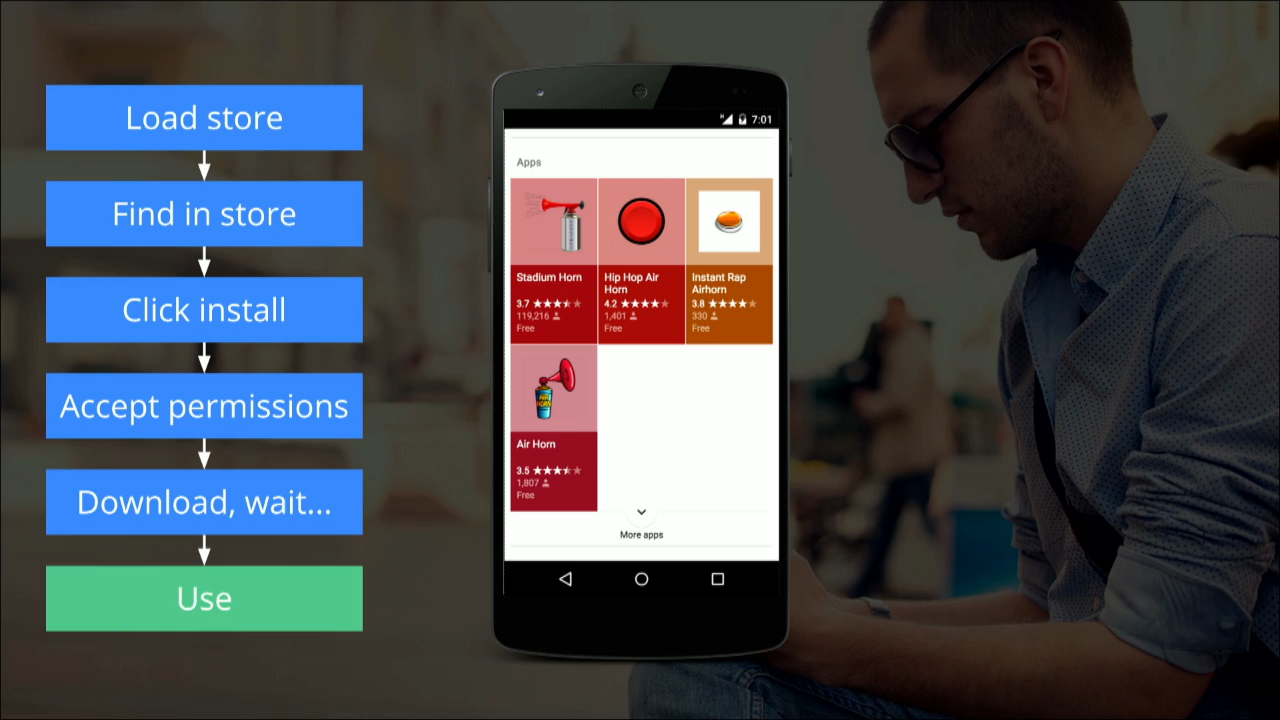 Load store
Find in store
Click install
Accept permissions
Download, wait...
Use
7:01
Apps
Stadium Horn
3.7
119,216
Free
Hip Hop Air
Horn
4.2
1,401
Free
Instant Rap
Airhorn
3.8
330
Free
Air Horn
3.5
1,807
Free
More apps